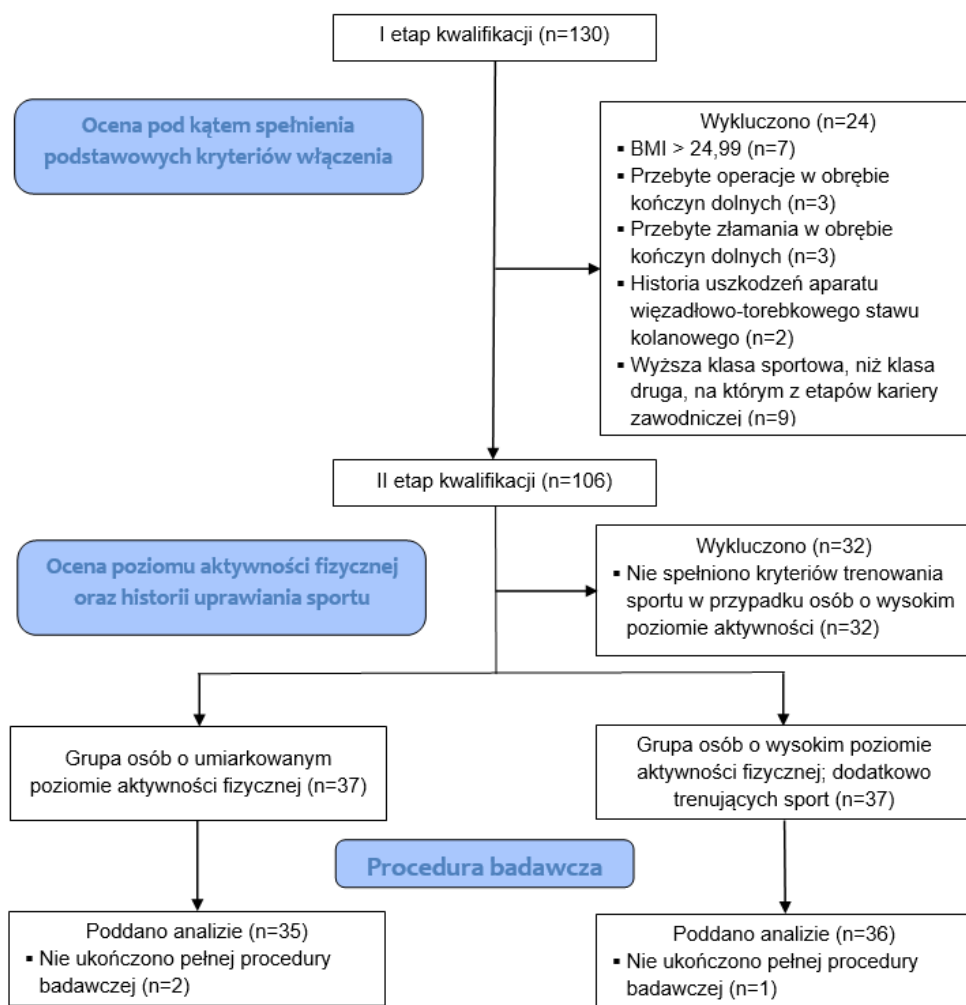 I etap kwalifikacji (n=130)
Ocena pod kątem spełnienia
podstawowych kryteriów włączenia
Wykluczono (n=24)
▪ BMI > 24,99 (n=7)
▪ Przebyte operacje w obrębie
kończyn dolnych (n=3)
▪ Przebyte złamania w obrębie
kończyn dolnych (n=3)
▪ Historia uszkodzeń aparatu
więzadłowo-torebkowego stawu
kolanowego (n=2)
▪ Wyższa klasa sportowa, niż klasa
druga, na którym z etapów kariery
zawodniczej (n=9)
II etap kwalifikacji (n=106)
Ocena poziomu aktywności fizycznej
oraz historii uprawiania sportu
Wykluczono (n=32)
▪ Nie spełniono kryteriów trenowania
sportu w przypadku osób o wysokim
poziomie aktywności (n=32)
Grupa osób o umiarkowanym
poziomie aktywności fizycznej (n=37)
Grupa osób o wysokim poziomie
aktywności fizycznej; dodatkowo
trenujących sport (n=37)
Procedura badawcza
Poddano analizie (n=35)
▪ Nie ukończono pełnej procedury
badawczej (n=2)
Poddano analizie (n=36)
▪ Nie ukończono pełnej procedury
badawczej (n=1)